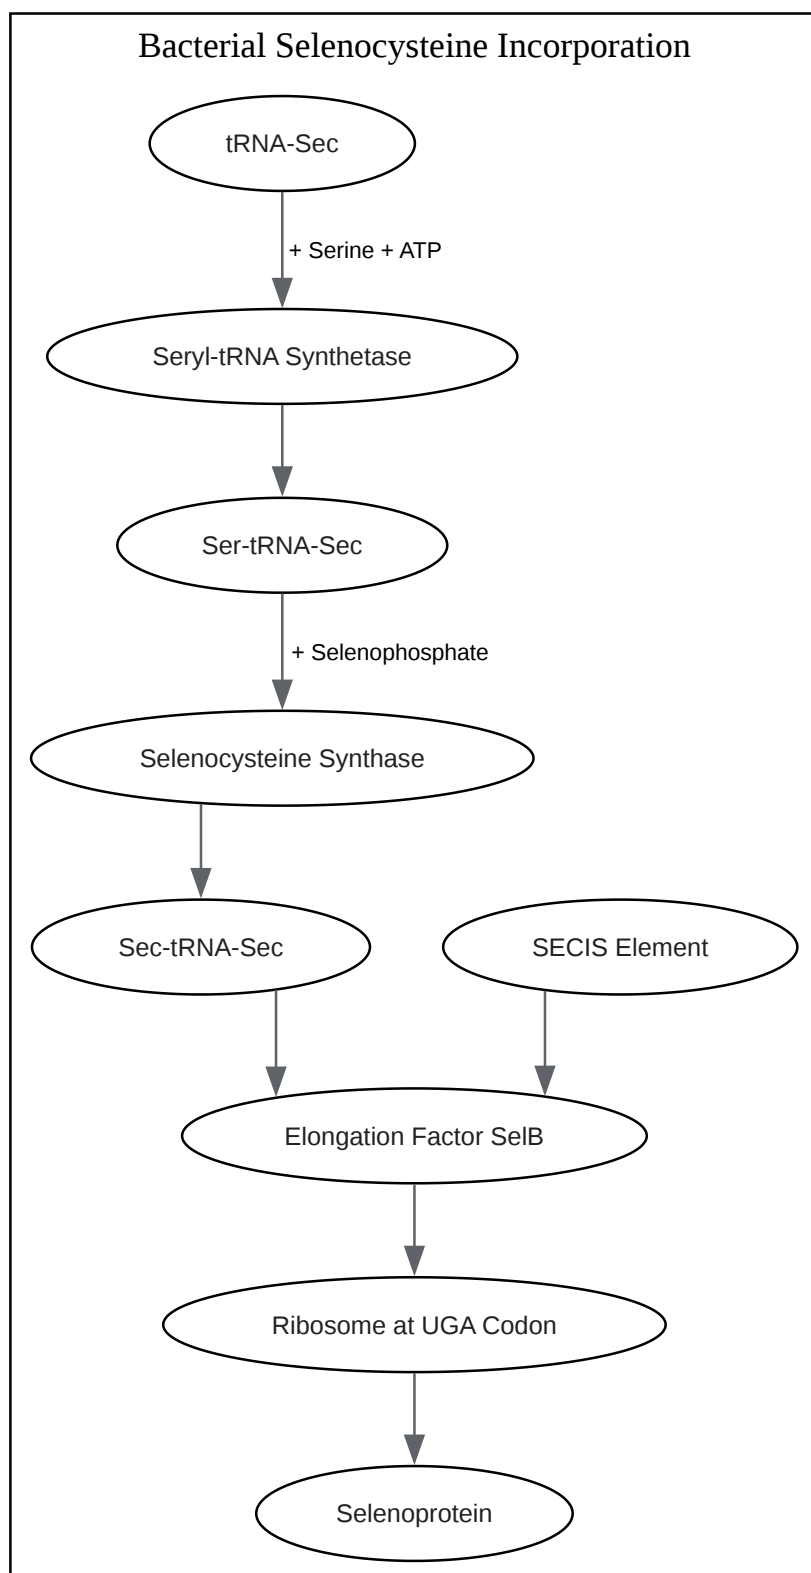 Bacterial Selenocysteine Incorporation
tRNA-Sec
+ Serine + ATP
Seryl-tRNA Synthetase
Ser-tRNA-Sec
+ Selenophosphate
Selenocysteine Synthase
Sec-tRNA-Sec
SECIS Element
Elongation Factor SelB
Ribosome at UGA Codon
Selenoprotein